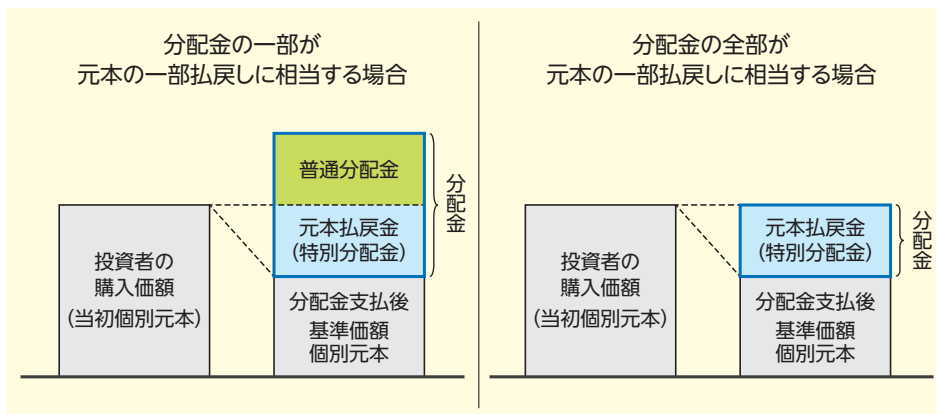 分配金の一部が
元本の一部払戻しに相当する場合
普通分配金
元本払戻金
(特別分配金)
分配金
投資者の
購入価額
(当初個別元本)
分配金支払後
基準価額
個別元本
分配金の全部が
元本の一部払戻しに相当する場合
元本払戻金
(特別分配金)
分配金
投資者の
購入価額
(当初個別元本)
分配金支払後
基準価額
個別元本